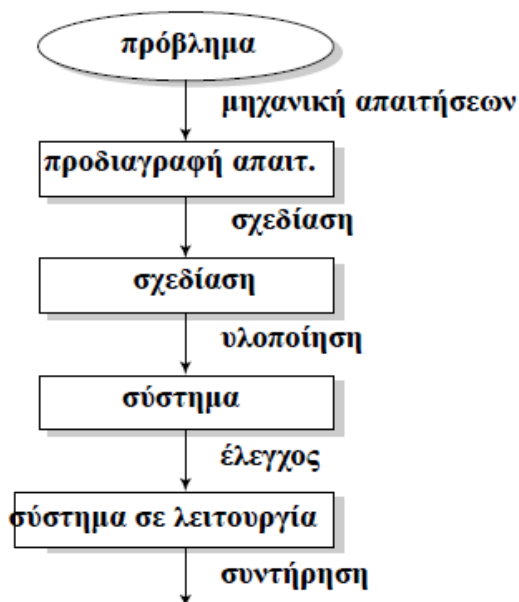 πρόβλημα
μηχανική απαιτήσεων
προδιαγραφή απαιτ.
σχεδίαση
σχεδίαση
υλοποίηση
σύστημα
έλεγχος
σύστημα σε λειτουργία
συντήρηση